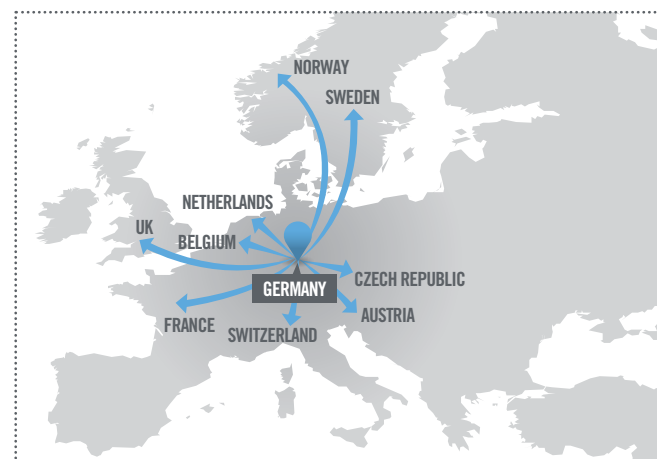 NORWAY
SWEDEN
NETHERLANDS
UK
BELGIUM
CZECH REPUBLIC
GERMANY
AUSTRIA
FRANCE
SWITZERLAND